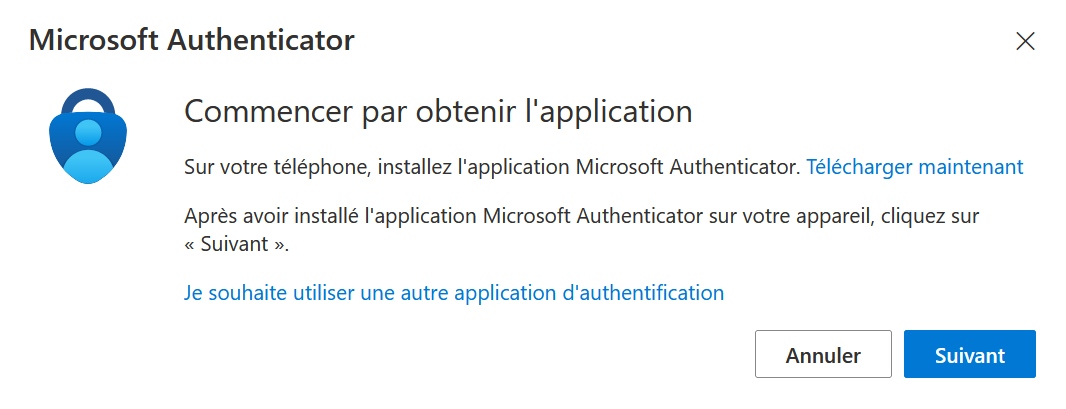 Microsoft Authenticator
Commencer par obtenir l'application
Sur votre téléphone, installez l'application Microsoft Authenticator. Télécharger maintenant
Après avoir installé l'application Microsoft Authenticator sur votre appareil, cliquez sur
« Suivant ».
Je souhaite utiliser une autre application d'authentification
Annuler
Suivant